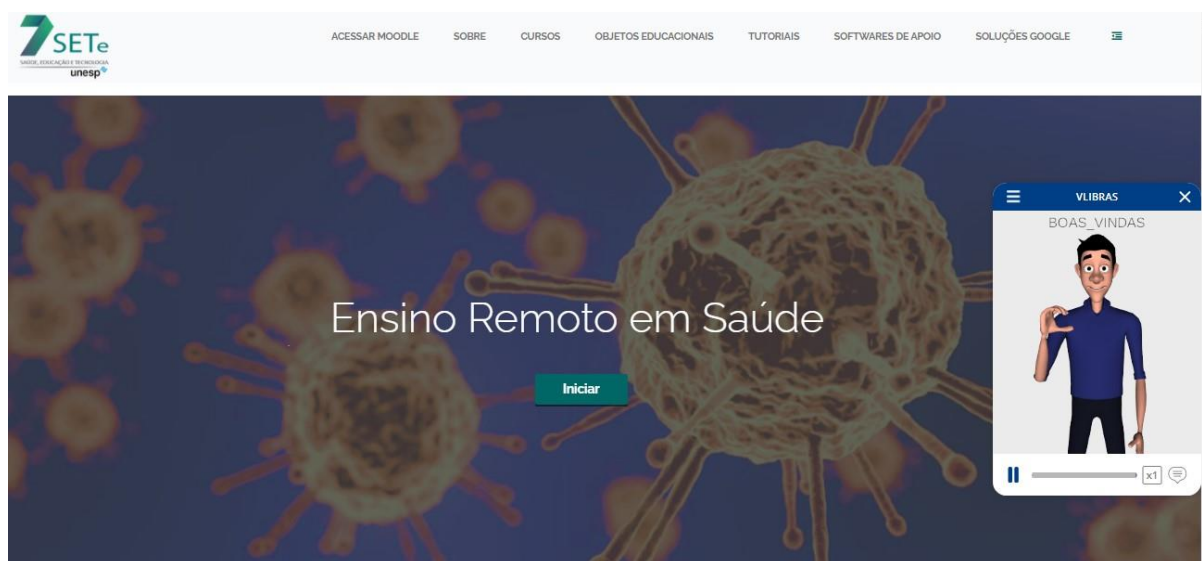 7SETe
SAÚDE, EDUCAÇÃO E TECNOLOGIA
unesp
ACESSAR MOODLE SOBRE CURSOS OBJETOS EDUCACIONAIS TUTORIAIS SOFTWARES DE APOIO SOLUÇÕES GOOGLE
VLIBRAS
BOAS_VINDAS
Ensino Remoto em Saúde
Iniciar
x1